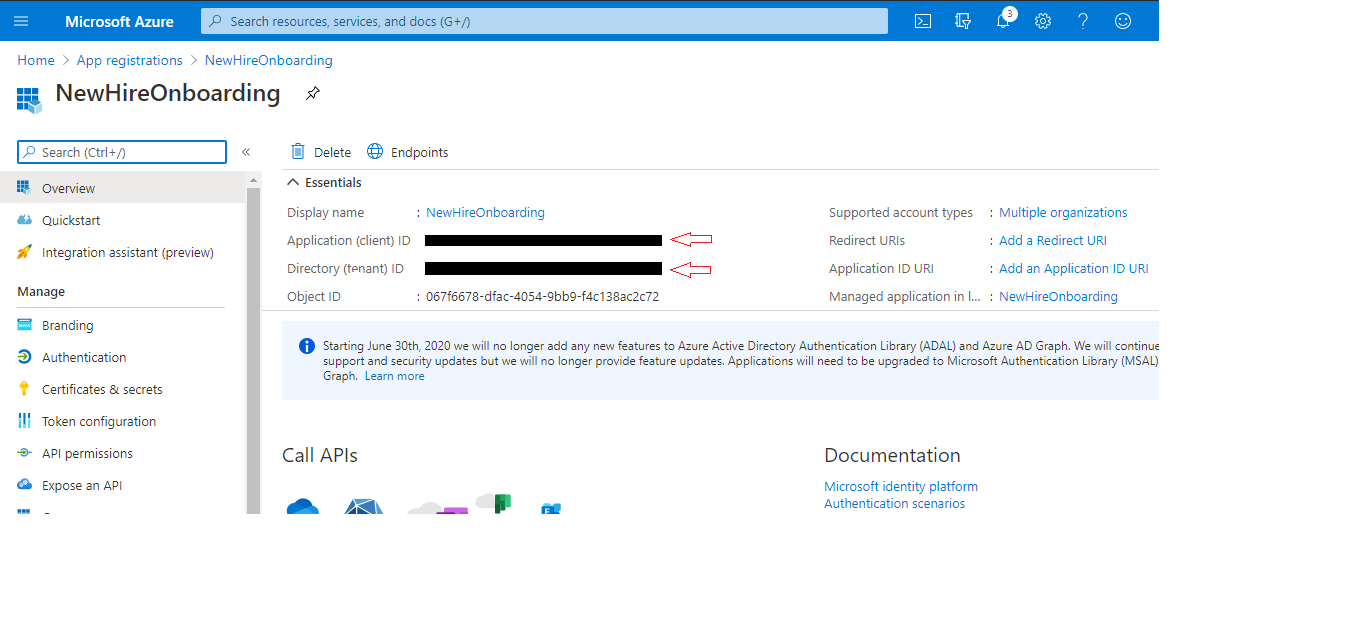 Microsoft Azure
Search resources, services, and docs (G+/)
3
Home > App registrations > NewHireOnboarding
NewHireOnboarding
Search (Ctrl+/)
«
Overview
Quickstart
Integration assistant (preview)
Manage
Branding
Authentication
Certificates & secrets
Token configuration
API permissions
Expose an API
Delete
Endpoints
Essentials
Display name : NewHireOnboarding
Application (client) ID
Directory (tenant) ID
Object ID : 067f6678-dfac-4054-9bb9-f4c138ac2c72
Supported account types : Multiple organizations
Redirect URIs : Add a Redirect URI
Application ID URI : Add an Application ID URI
Managed application in l... : NewHireOnboarding
Starting June 30th, 2020 we will no longer add any new features to Azure Active Directory Authentication Library (ADAL) and Azure AD Graph. We will continue
support and security updates but we will no longer provide feature updates. Applications will need to be upgraded to Microsoft Authentication Library (MSAL)
Graph. Learn more
Call APIs
Documentation
Microsoft identity platform
Authentication scenarios